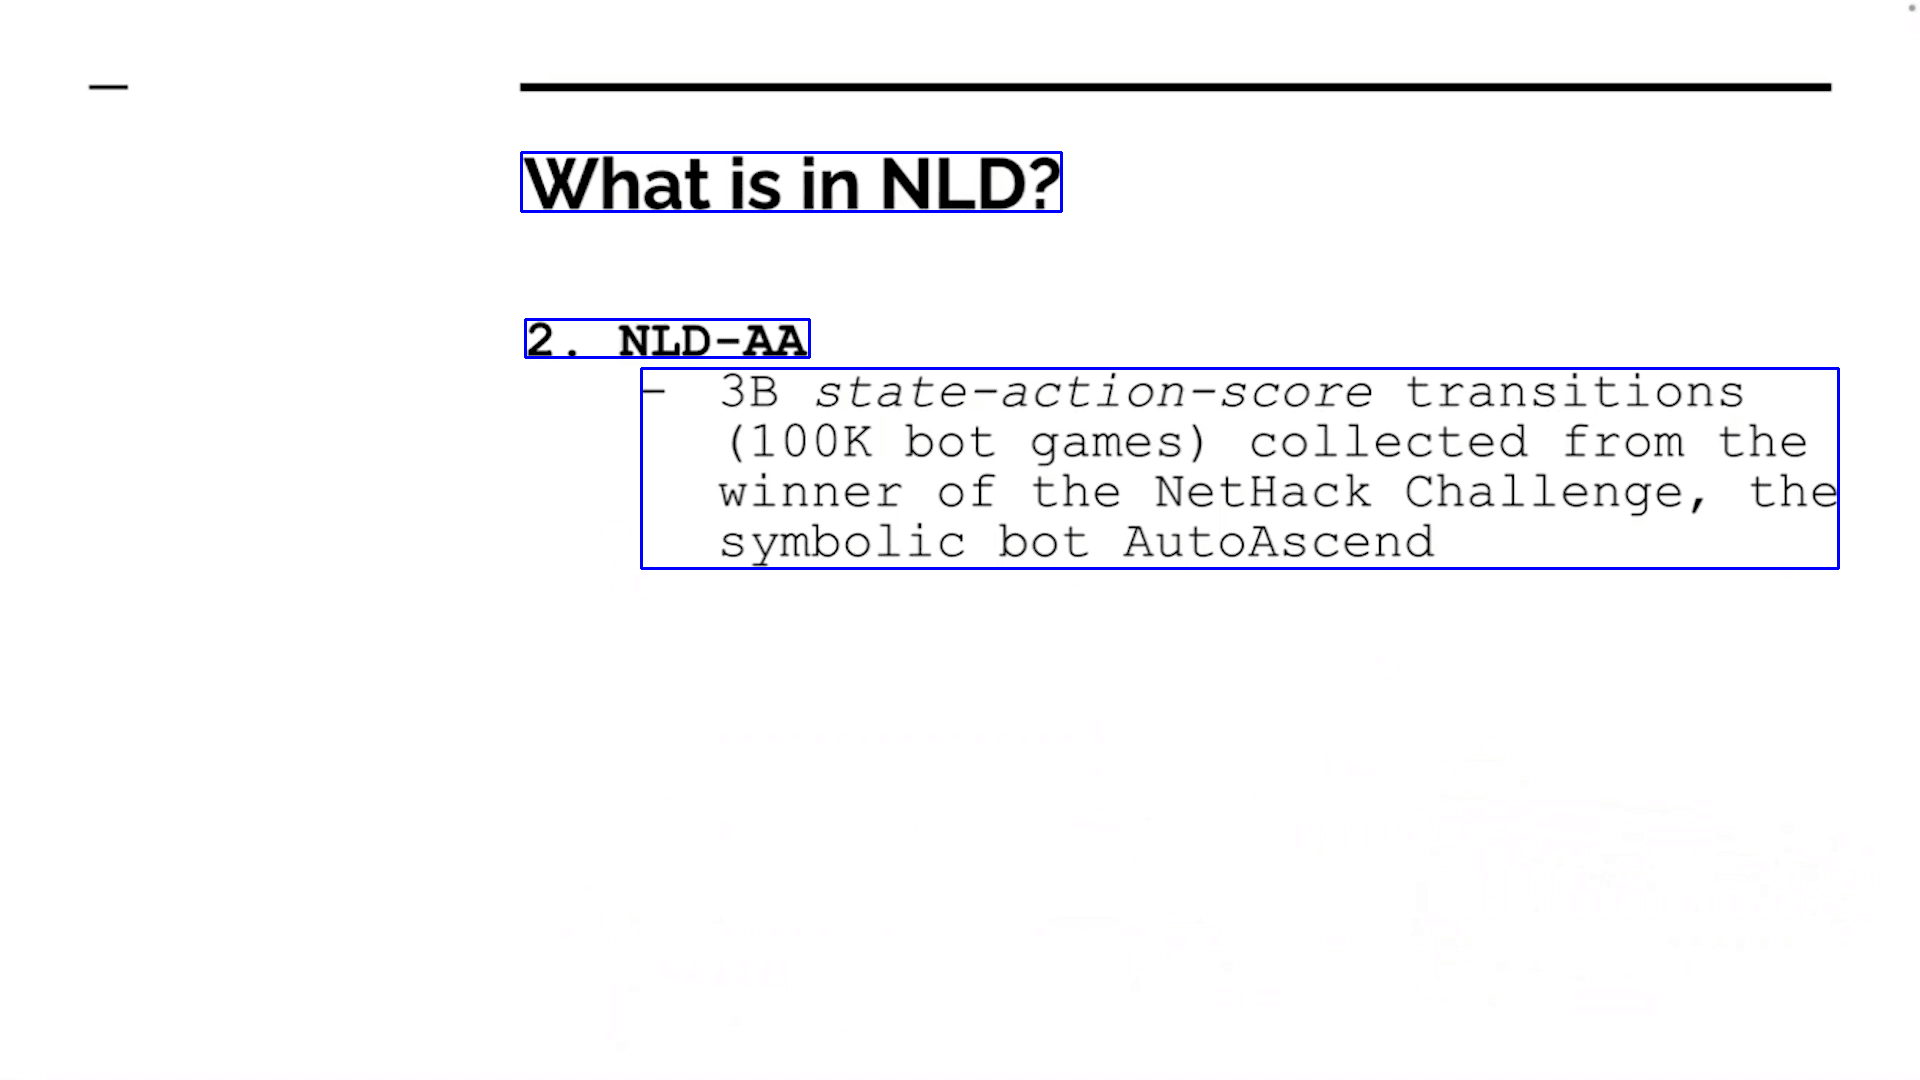 What is in NLD?
2. NLD-AA
- 3B state-action-score transitions
(100K bot games) collected from the
winner of the NetHack Challenge, the
symbolic bot AutoAscend